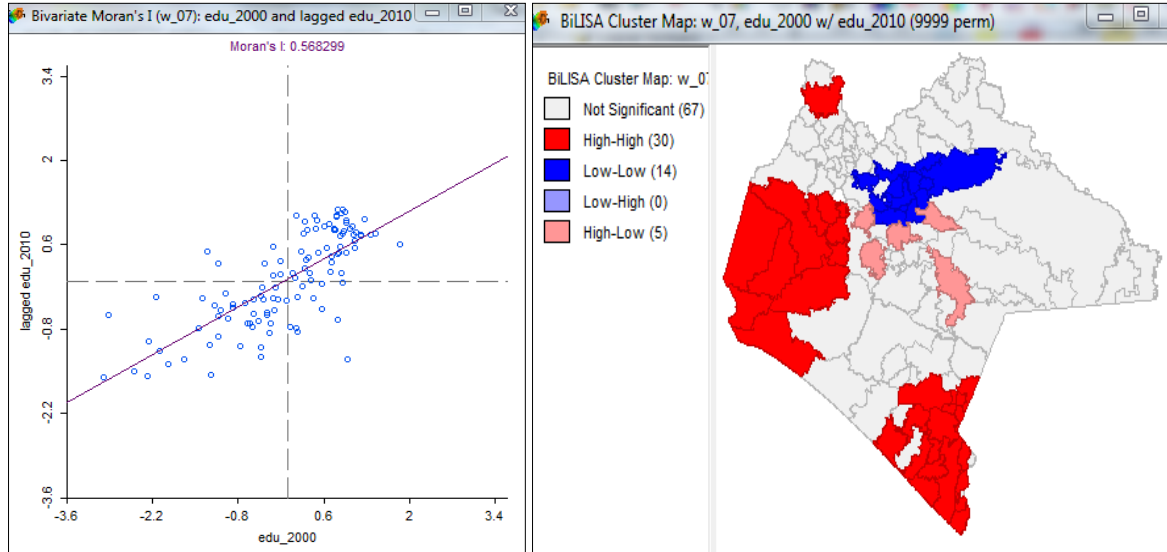 Bivariate Moran's I (w_07): edu_2000 and lagged edu_2010
Moran's I: 0.568299
3.4
2
0.6
-0.8
-2.2
-3.6
lagged edu_2010
-3.6 -2.2 -0.8 0.6 2 3.4
edu_2000
BiLISA Cluster Map: w_07, edu_2000 w/ edu_2010 (9999 perm)
BiLISA Cluster Map: w_07
Not Significant (67)
High-High (30)
Low-Low (14)
Low-High (0)
High-Low (5)